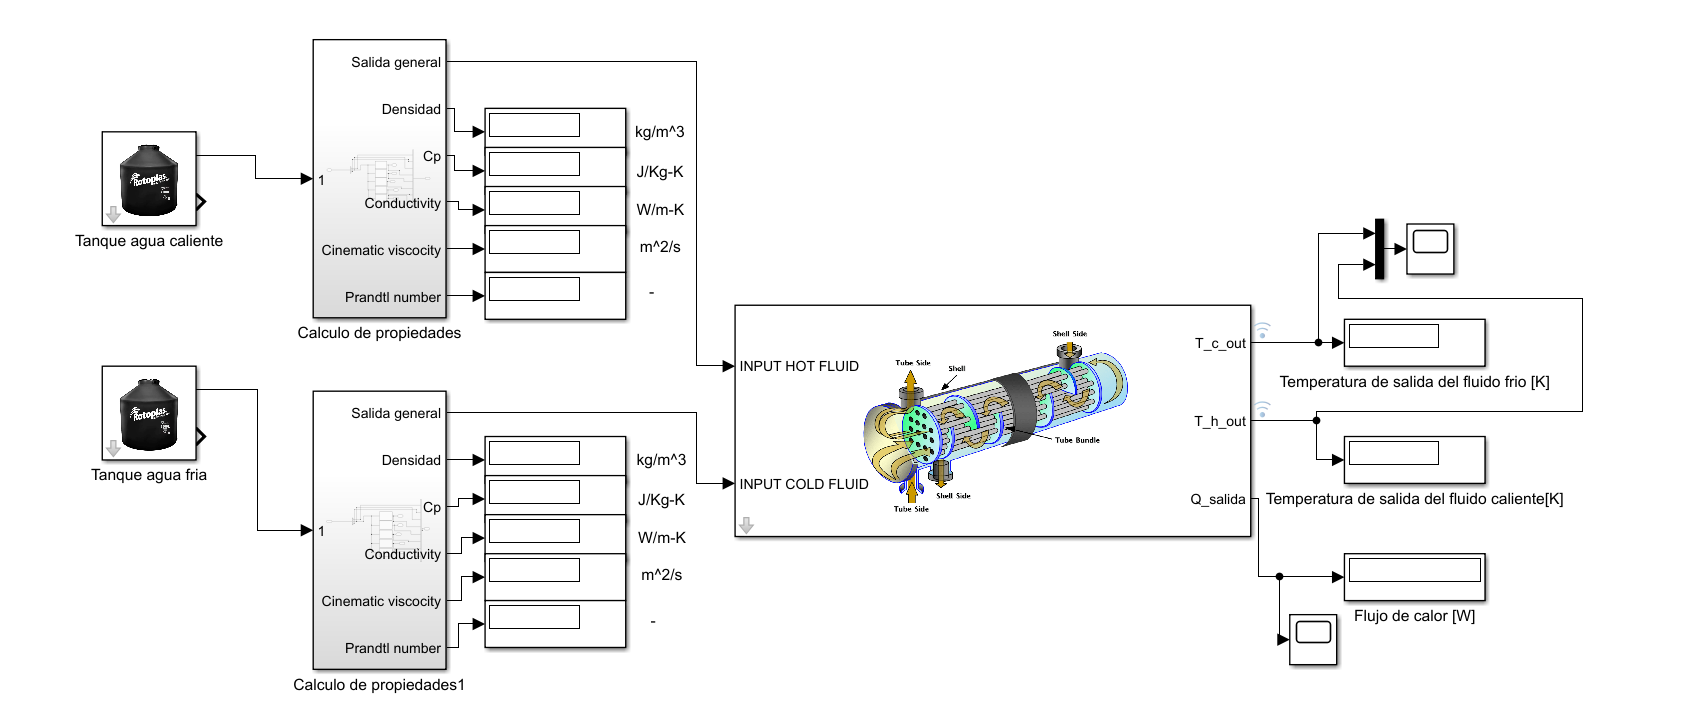 Salida general
Densidad
Cp
Conductivity
Cinematic viscocity
Prandtl number
1
kg/m^3
J/Kg-K
W/m-K
m^2/s
-
Rotoplas
Tanque agua caliente
Calculo de propiedades
Rotoplas
Tanque agua fria
Salida general
Densidad
Cp
Conductivity
Cinematic viscocity
Prandtl number
1
kg/m^3
J/Kg-K
W/m-K
m^2/s
-
Calculo de propiedades1
INPUT HOT FLUID
INPUT COLD FLUID
Shell Side
Tube Side
Shell
Tube Bundle
Shell Side
Tube Side
T_c_out
T_h_out
Q_salida
Temperatura de salida del fluido frio [K]
Temperatura de salida del fluido caliente[K]
Flujo de calor [W]